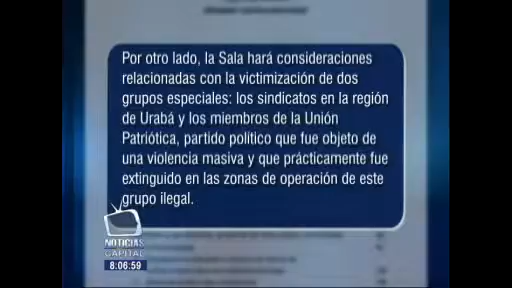 Por otro lado, la Sala hará consideraciones
relacionadas con la victimización de dos
grupos especiales: los sindicatos en la región
de Urabá y los miembros de la Unión
Patriótica, partido político que fue objeto de
una violencia masiva y que prácticamente fue
extinguido en las zonas de operación de este
grupo ilegal.
NOTICIAS
CAPITAL
8:06:59